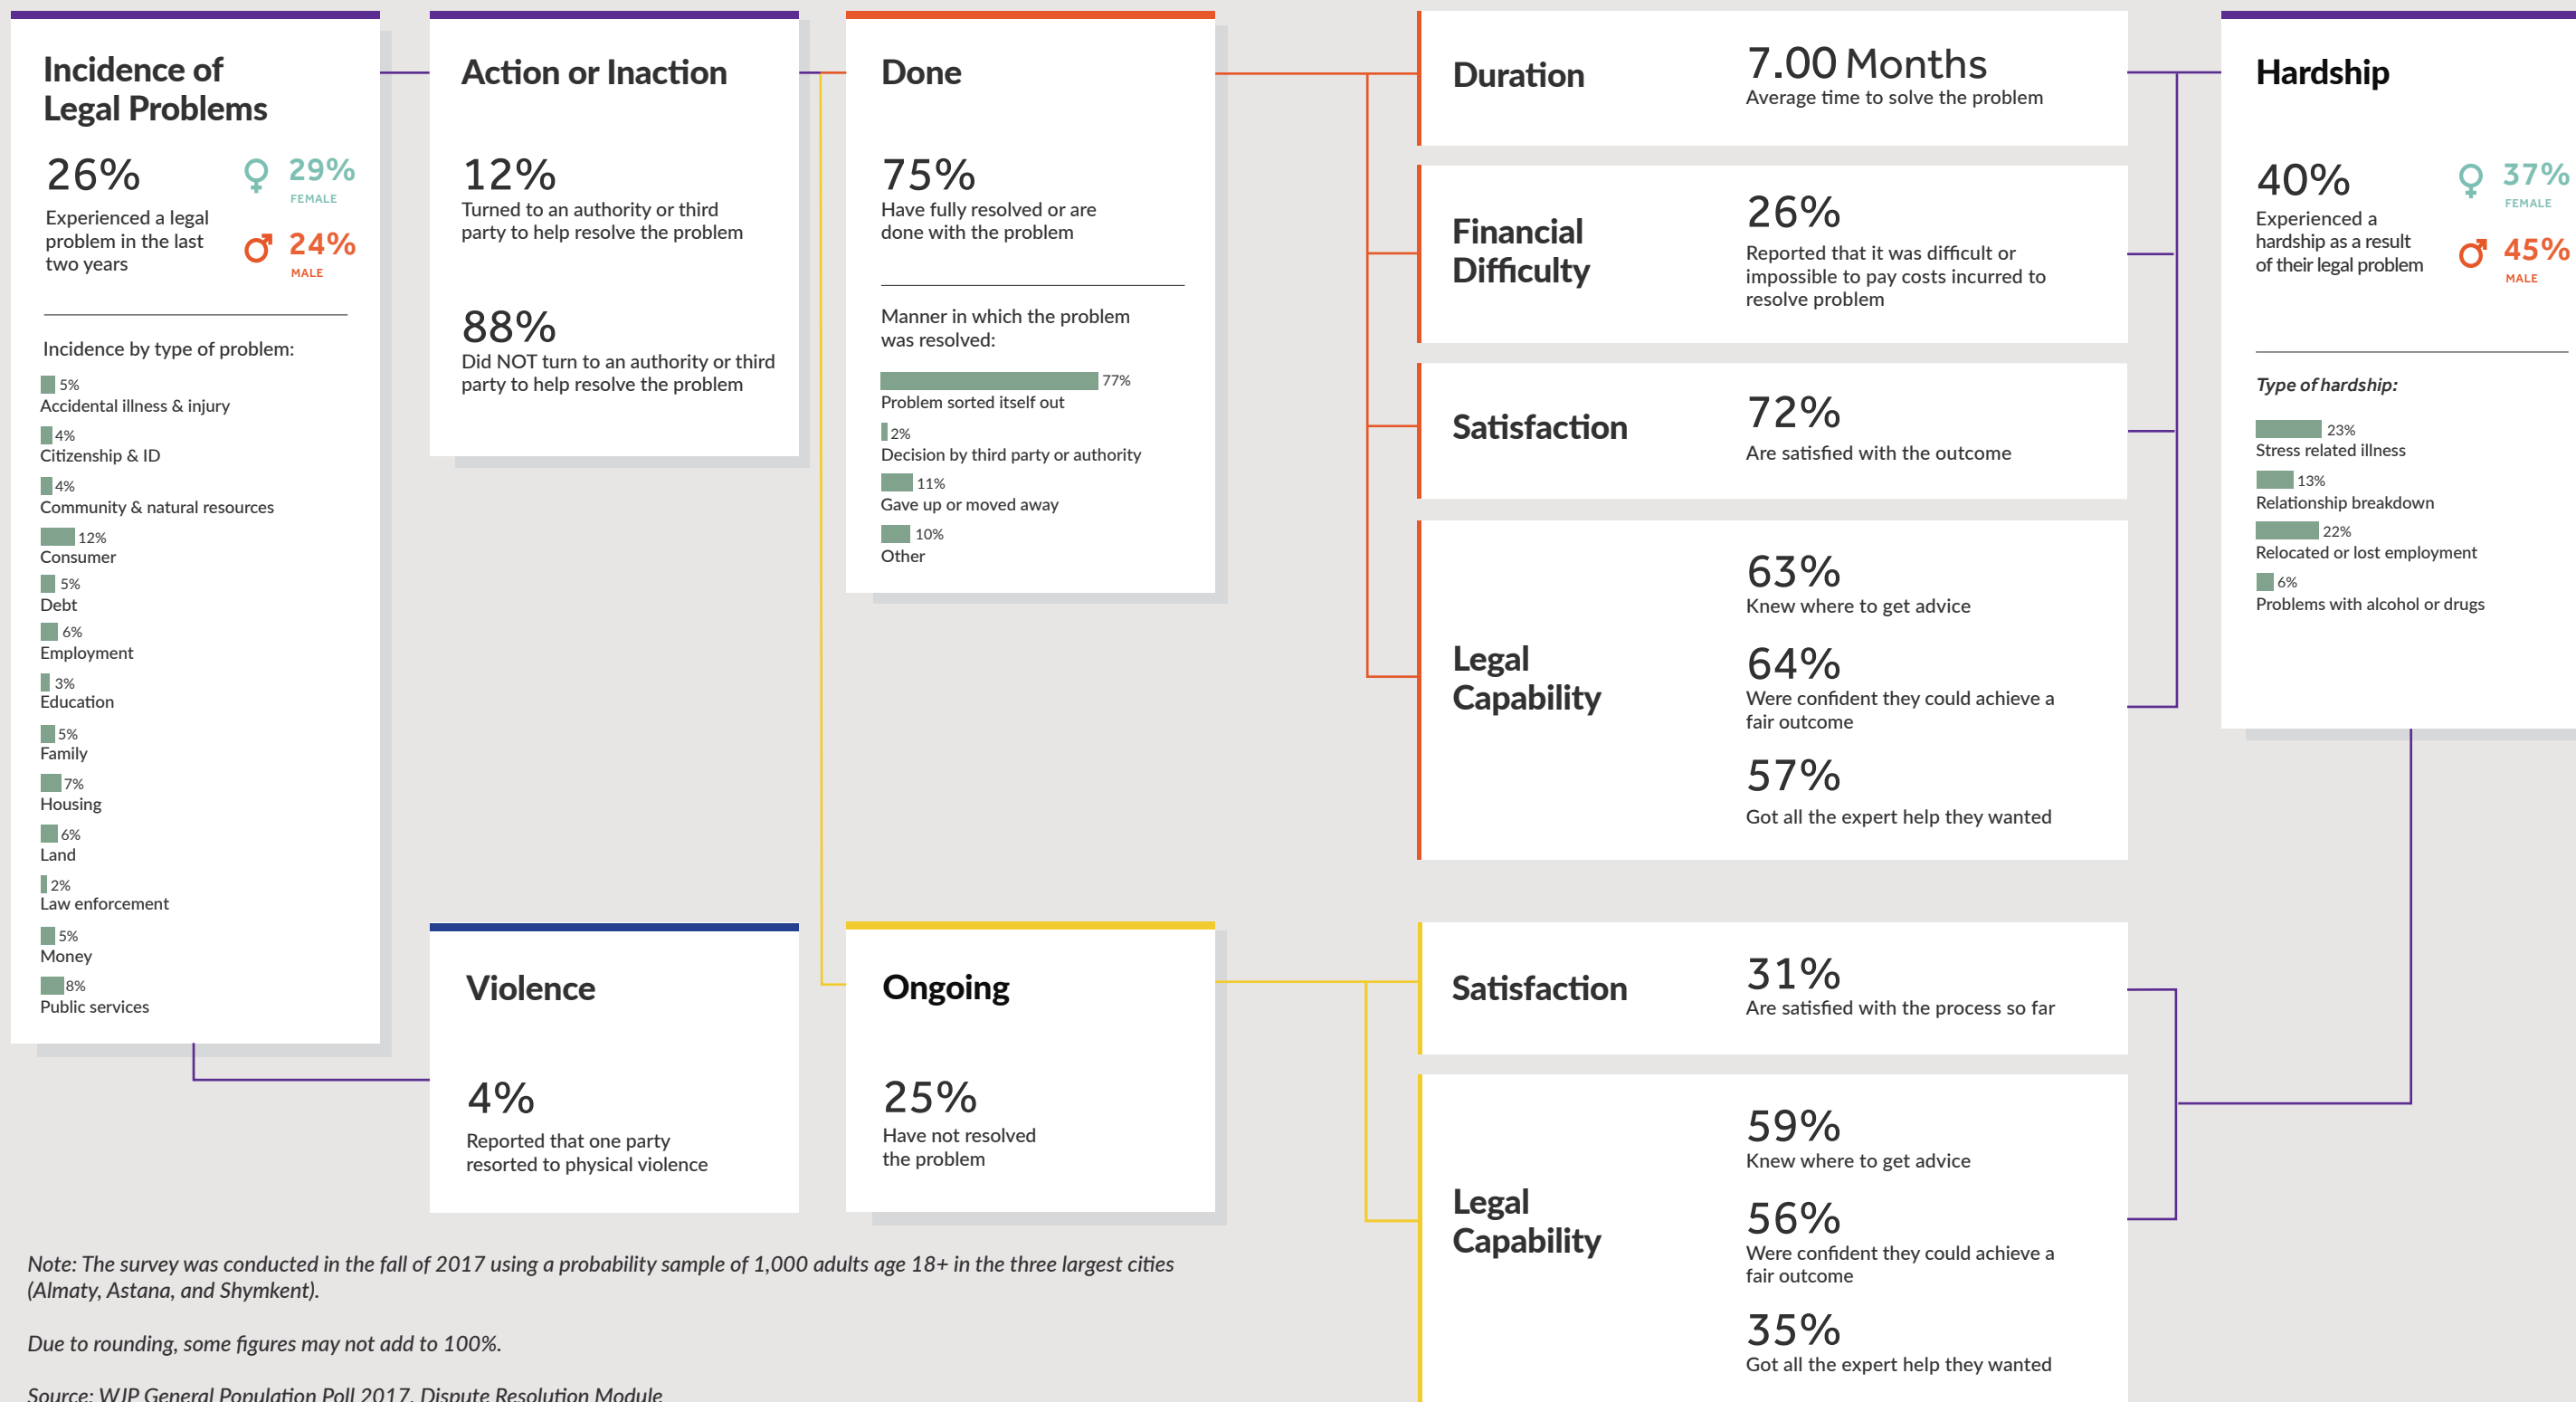 Incidence of
Legal Problems
26%
Experienced a legal
problem in the last
two years
29%
FEMALE
24%
MALE
Incidence by type of problem:
5%
Accidental illness & injury
4%
Citizenship & ID
4%
Community & natural resources
12%
Consumer
5%
Debt
6%
Employment
3%
Education
5%
Family
7%
Housing
6%
Land
2%
Law enforcement
5%
Money
8%
Public services
Action or Inaction
12%
Turned to an authority or third
party to help resolve the problem
88%
Did NOT turn to an authority or third
party to help resolve the problem
Violence
4%
Reported that one party
resorted to physical violence
Done
75%
Have fully resolved or are
done with the problem
Manner in which the problem
was resolved:
77%
Problem sorted itself out
2%
Decision by third party or authority
11%
Gave up or moved away
10%
Other
Ongoing
25%
Have not resolved
the problem
Duration
7.00 Months
Average time to solve the problem
Financial
Difficulty
26%
Reported that it was difficult or
impossible to pay costs incurred to
resolve problem
Satisfaction
72%
Are satisfied with the outcome
Legal
Capability
63%
Knew where to get advice
64%
Were confident they could achieve a
fair outcome
57%
Got all the expert help they wanted
Satisfaction
31%
Are satisfied with the process so far
Legal
Capability
59%
Knew where to get advice
56%
Were confident they could achieve a
fair outcome
35%
Got all the expert help they wanted
Hardship
40%
Experienced a
hardship as a result
of their legal problem
37%
FEMALE
45%
MALE
Type of hardship:
23%
Stress related illness
13%
Relationship breakdown
22%
Relocated or lost employment
6%
Problems with alcohol or drugs
Note: The survey was conducted in the fall of 2017 using a probability sample of 1,000 adults age 18+ in the three largest cities
(Almaty, Astana, and Shymkent).
Due to rounding, some figures may not add to 100%.
Source: WJP General Population Poll 2017, Dispute Resolution Module